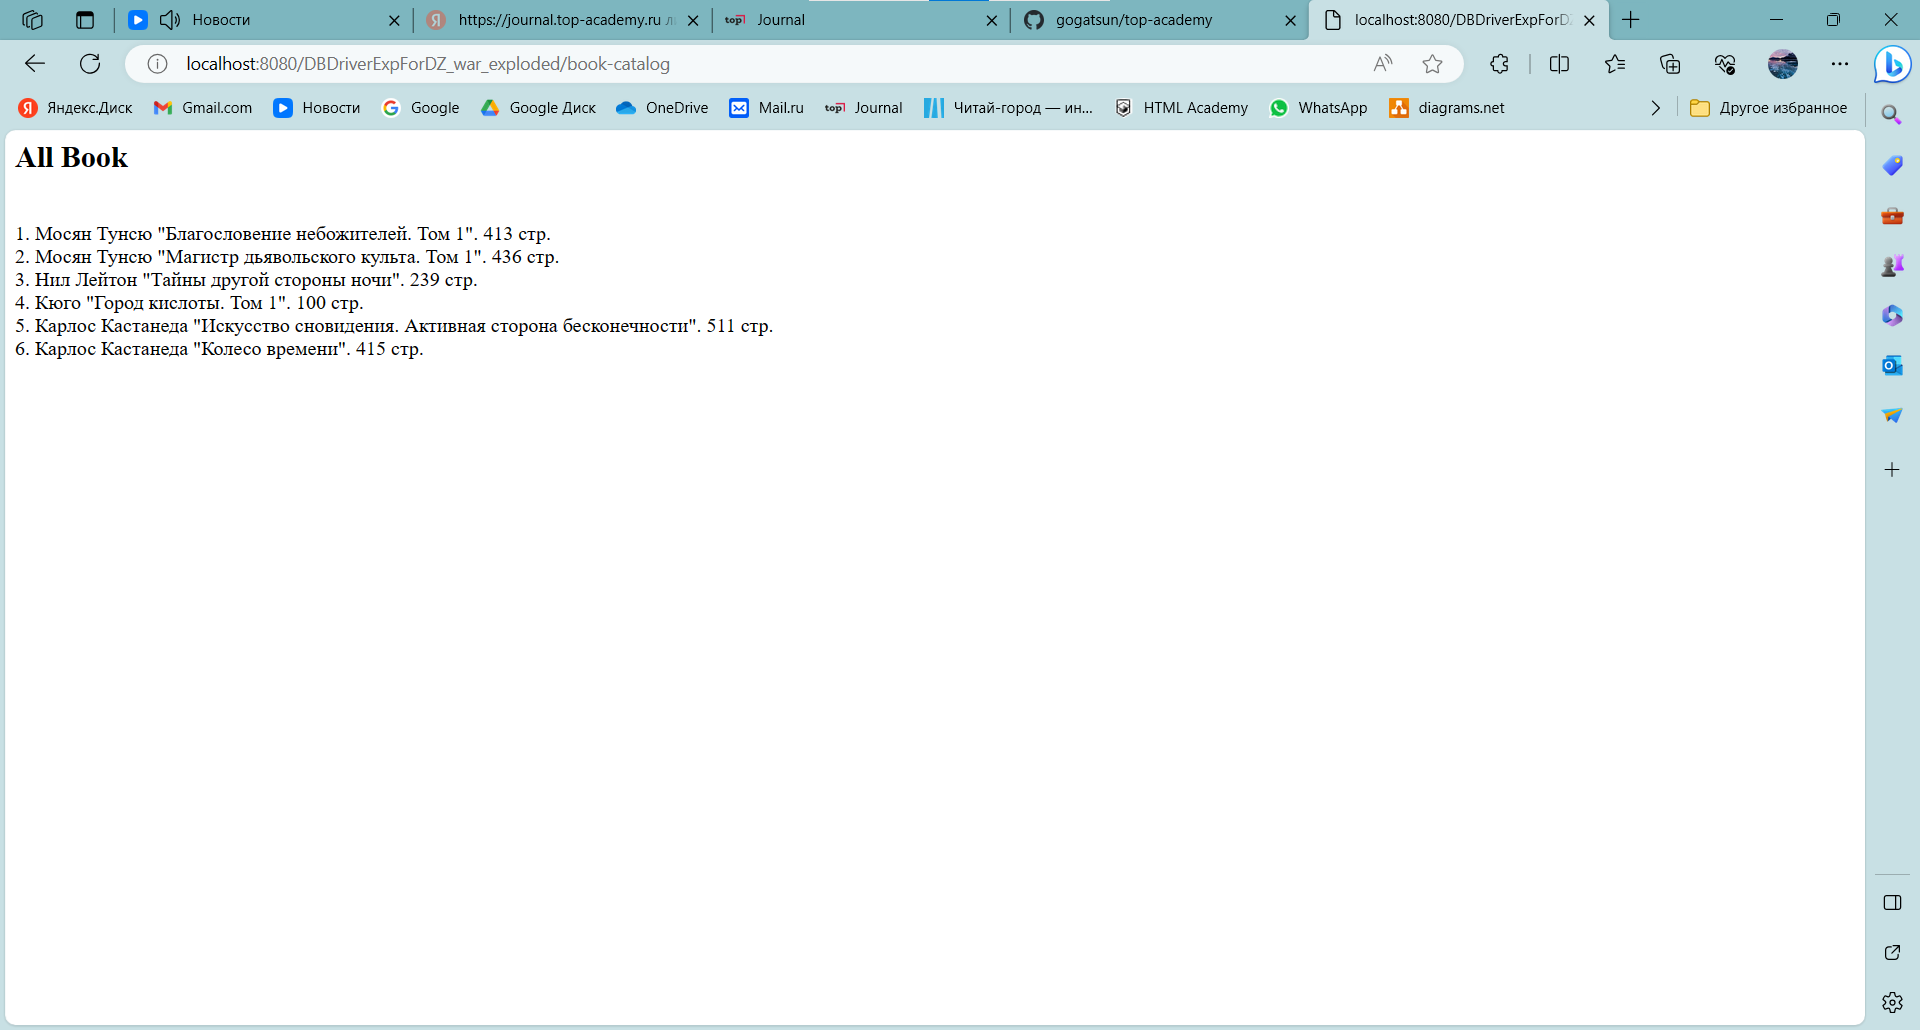 Новости
https://journal.top-academy.ru
top Journal
gogatsun/top-academy
localhost:8080/DBDriverExpForD
localhost:8080/DBDriverExpForDZ_war_exploded/book-catalog
Яндекс.Диск Gmail.com Новости Google Google Диск OneDrive Mail.ru top Journal Читай-город — ин... HTML Academy WhatsApp diagrams.net Другое избранное
All Book
1. Мосян Тунсю "Благословение небожителей. Том 1". 413 стр.
2. Мосян Тунсю "Магистр дьявольского культа. Том 1". 436 стр.
3. Нил Лейтон "Тайны другой стороны ночи". 239 стр.
4. Кюго "Город кислоты. Том 1". 100 стр.
5. Карлос Кастанеда "Искусство сновидения. Активная сторона бесконечности". 511 стр.
6. Карлос Кастанеда "Колесо времени". 415 стр.